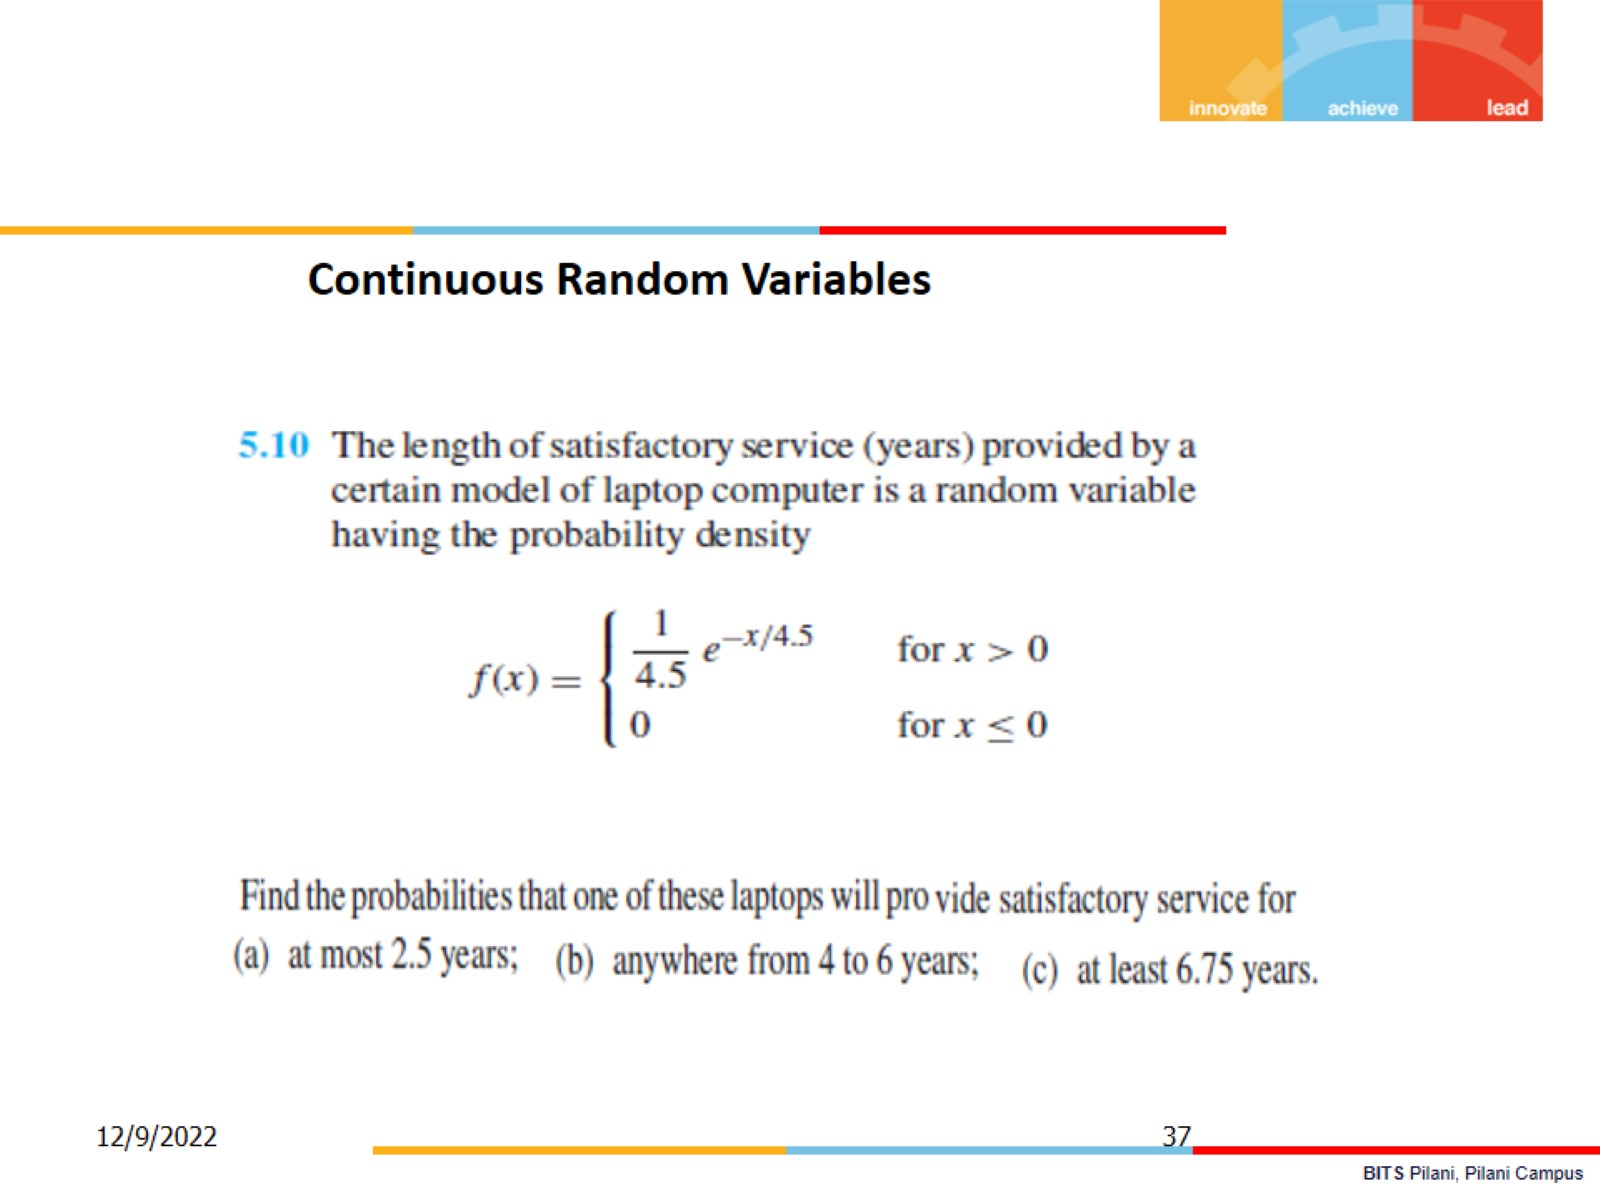 innovate achieve lead
Continuous Random Variables
5.10 The length of satisfactory service (years) provided by a
certain model of laptop computer is a random variable
having the probability density
f(x) = { 1/4.5 e^{-x/4.5} for x > 0
0 for x ≤ 0
Find the probabilities that one of these laptops will pro vide satisfactory service for
(a) at most 2.5 years; (b) anywhere from 4 to 6 years; (c) at least 6.75 years.
12/9/2022 37
BITS Pilani, Pilani Campus